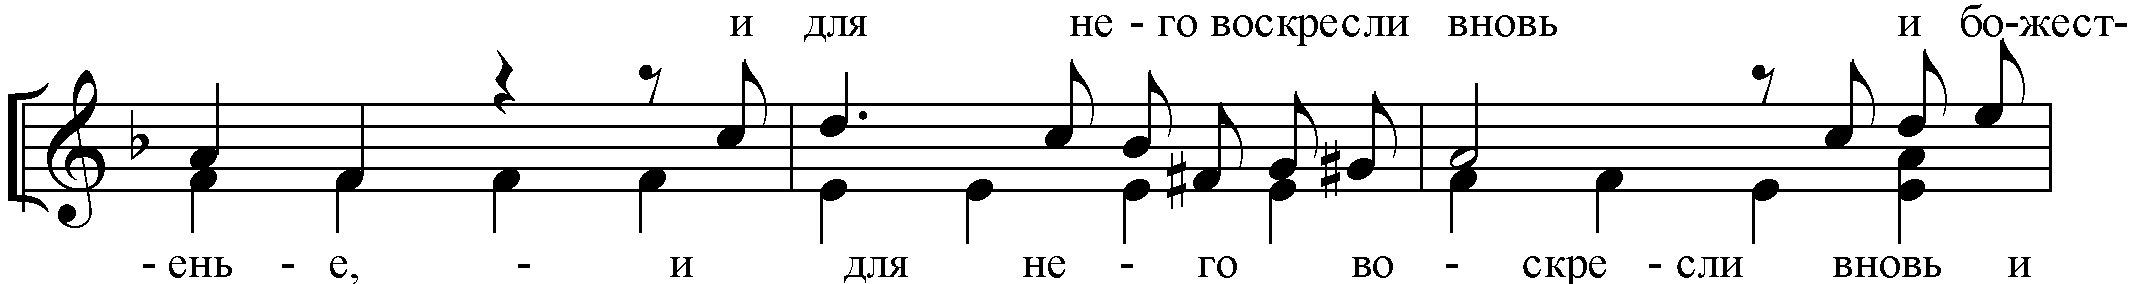 и для не - го воскресли вновь и бо-жест-
- ень - е, - и для не - го во - скре - сли вновь и